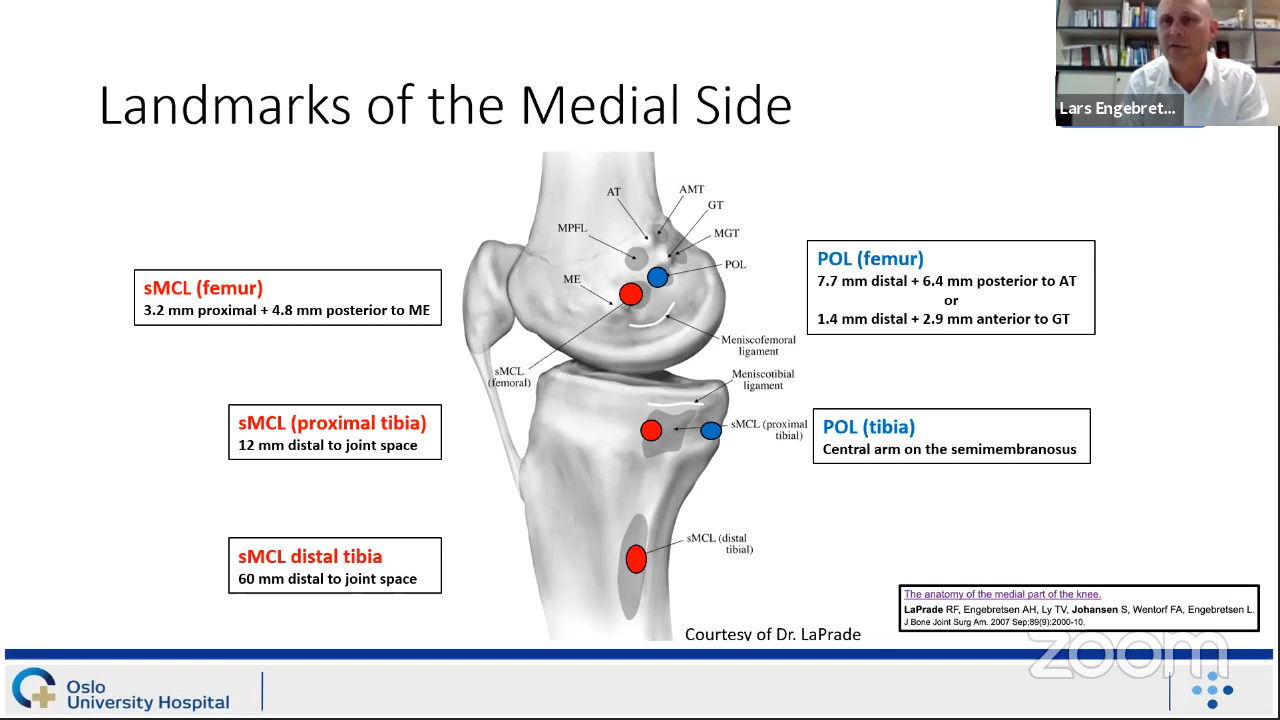 Lars Engebret...
Landmarks of the Medial Side
AT
AMT
GT
MPFL
MGT
POL
ME
sMCL (femur)
3.2 mm proximal + 4.8 mm posterior to ME
POL (femur)
7.7 mm distal + 6.4 mm posterior to AT
or
1.4 mm distal + 2.9 mm anterior to GT
Meniscofemoral
ligament
sMCL
(femoral)
Meniscotibial
ligament
sMCL (proximal tibia)
12 mm distal to joint space
sMCL (proximal
tibial)
POL (tibia)
Central arm on the semimembranosus
sMCL distal tibia
60 mm distal to joint space
sMCL (distal
tibial)
The anatomy of the medial part of the knee.
LaPrade RF, Engebretsen AH, Ly TV, Johansen S, Wentorf FA, Engebretsen L.
J Bone Joint Surg Am. 2007 Sep;89(9):2000-10.
Courtesy of Dr. LaPrade
zoom
Oslo
University Hospital